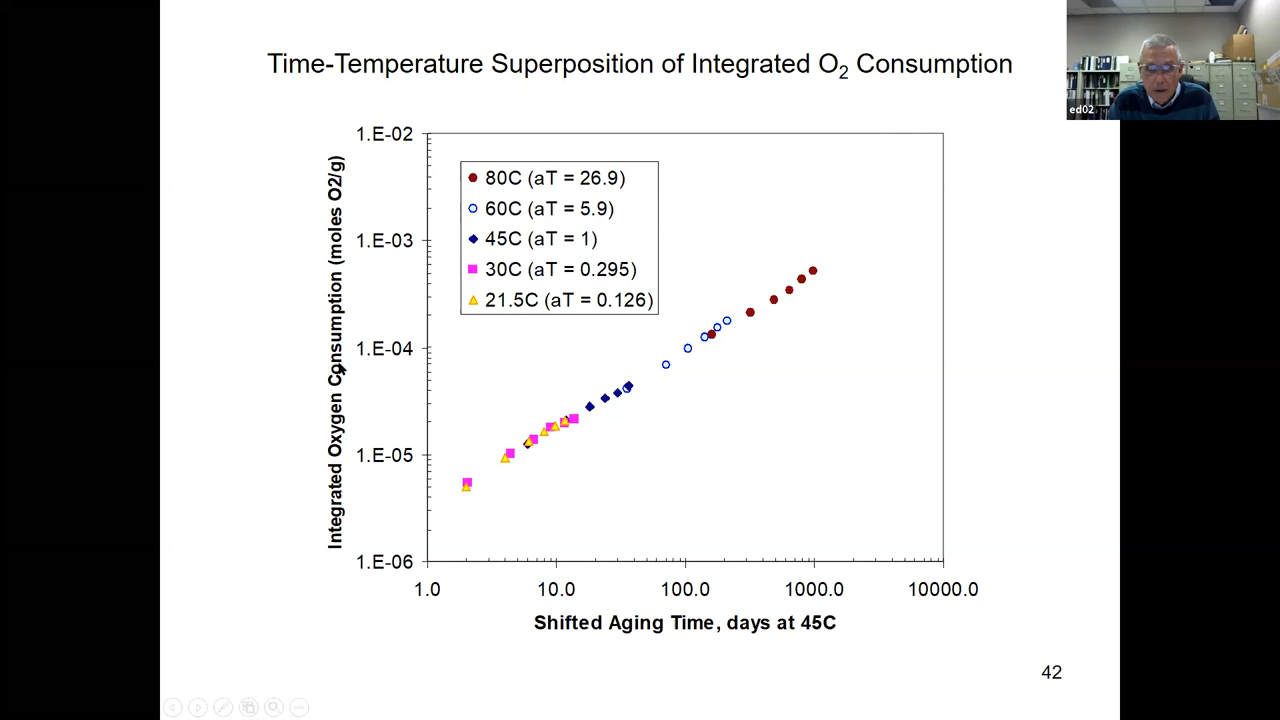 Time-Temperature Superposition of Integrated O2 Consumption
ed02
1.E-02
1.E-03
1.E-04
1.E-05
1.E-06
Integrated Oxygen Consumption (moles O2/g)
80C (aT = 26.9)
60C (aT = 5.9)
45C (aT = 1)
30C (aT = 0.295)
21.5C (aT = 0.126)
1.0 10.0 100.0 1000.0 10000.0
Shifted Aging Time, days at 45C
42